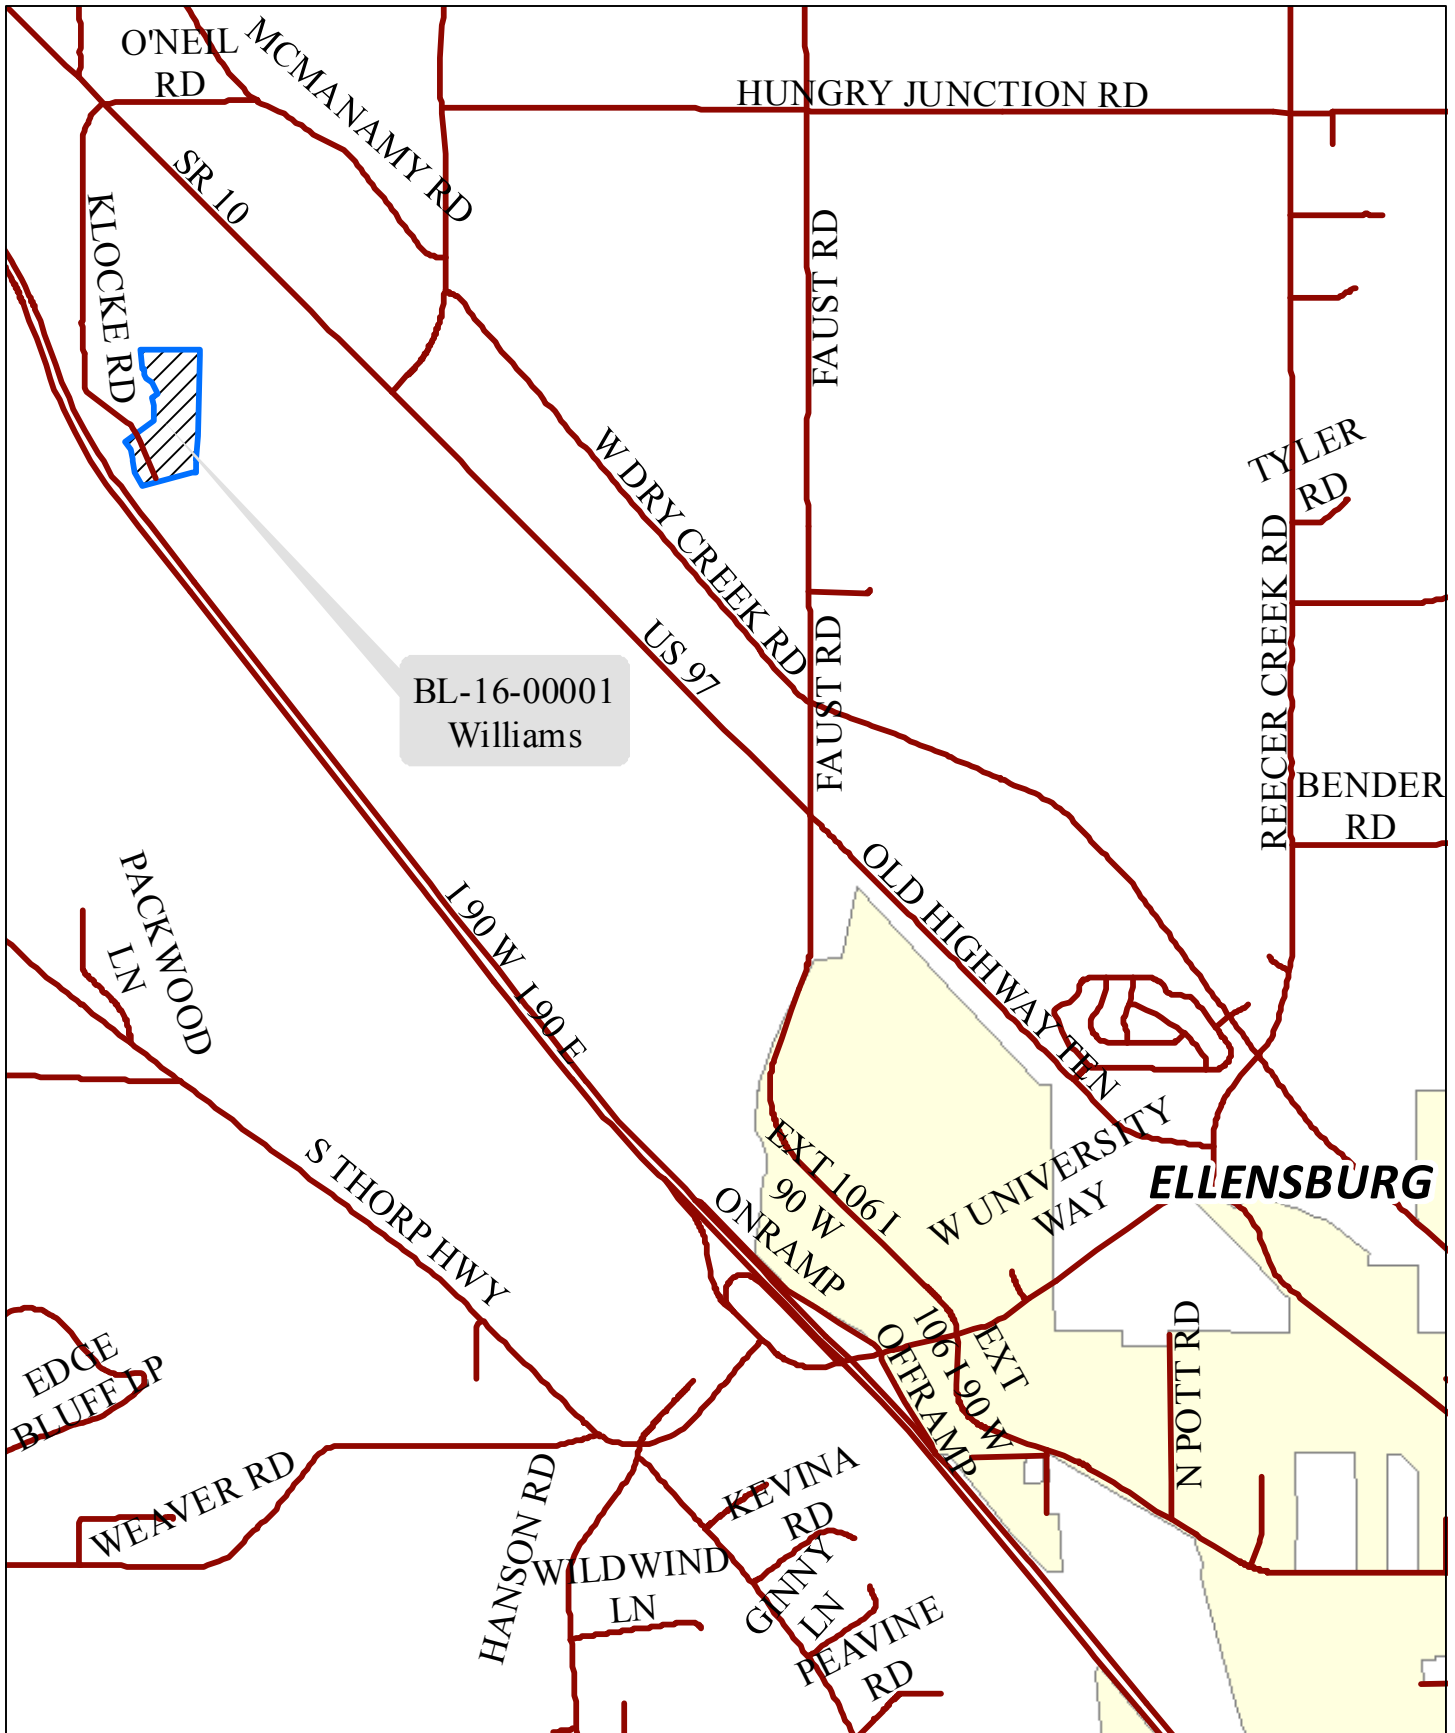 O'NEIL
RD
MCMANAMY RD
HUNGRY JUNCTION RD
SR 10
KLOCKE RD
FAUST RD
TYLER
RD
W DRY CREEK RD
REECER CREEK RD
US 97
FAUST RD
BL-16-00001
Williams
BENDER
RD
PACKWOOD
LN
OLD HIGHWAY TEN
I 90 W
I 90 E
S THORP HWY
EXT 106 I
90 W
ONRAMP
W UNIVERSITY
WAY
ELLENSBURG
EXT
106 I 90 W
OFFRAMP
N POTT RD
EDGE
BLUFF LP
WEAVER RD
HANSON RD
KEVINA
RD
WILDWIND
LN
GINNY
LN
PEAVINE
RD